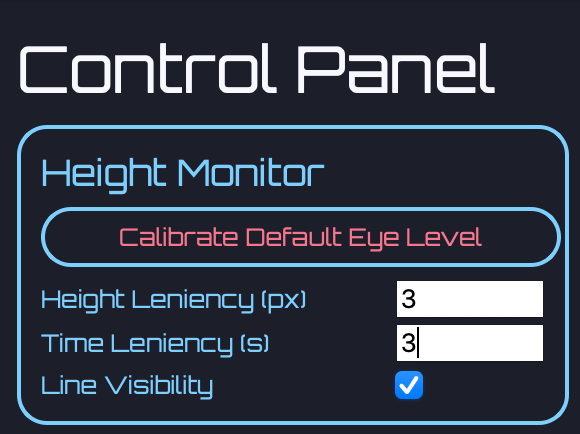 Control Panel
Height Monitor
Calibrate Default Eye Level
Height Leniency (px) 3
Time Leniency (s) 3
Line Visibility